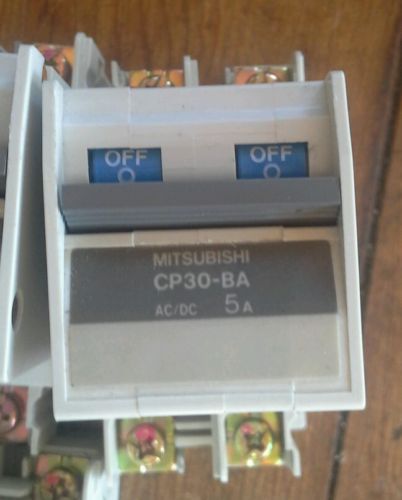 OFF OFF
O O
MITSUBISHI
CP30-BA
AC/DC 5A